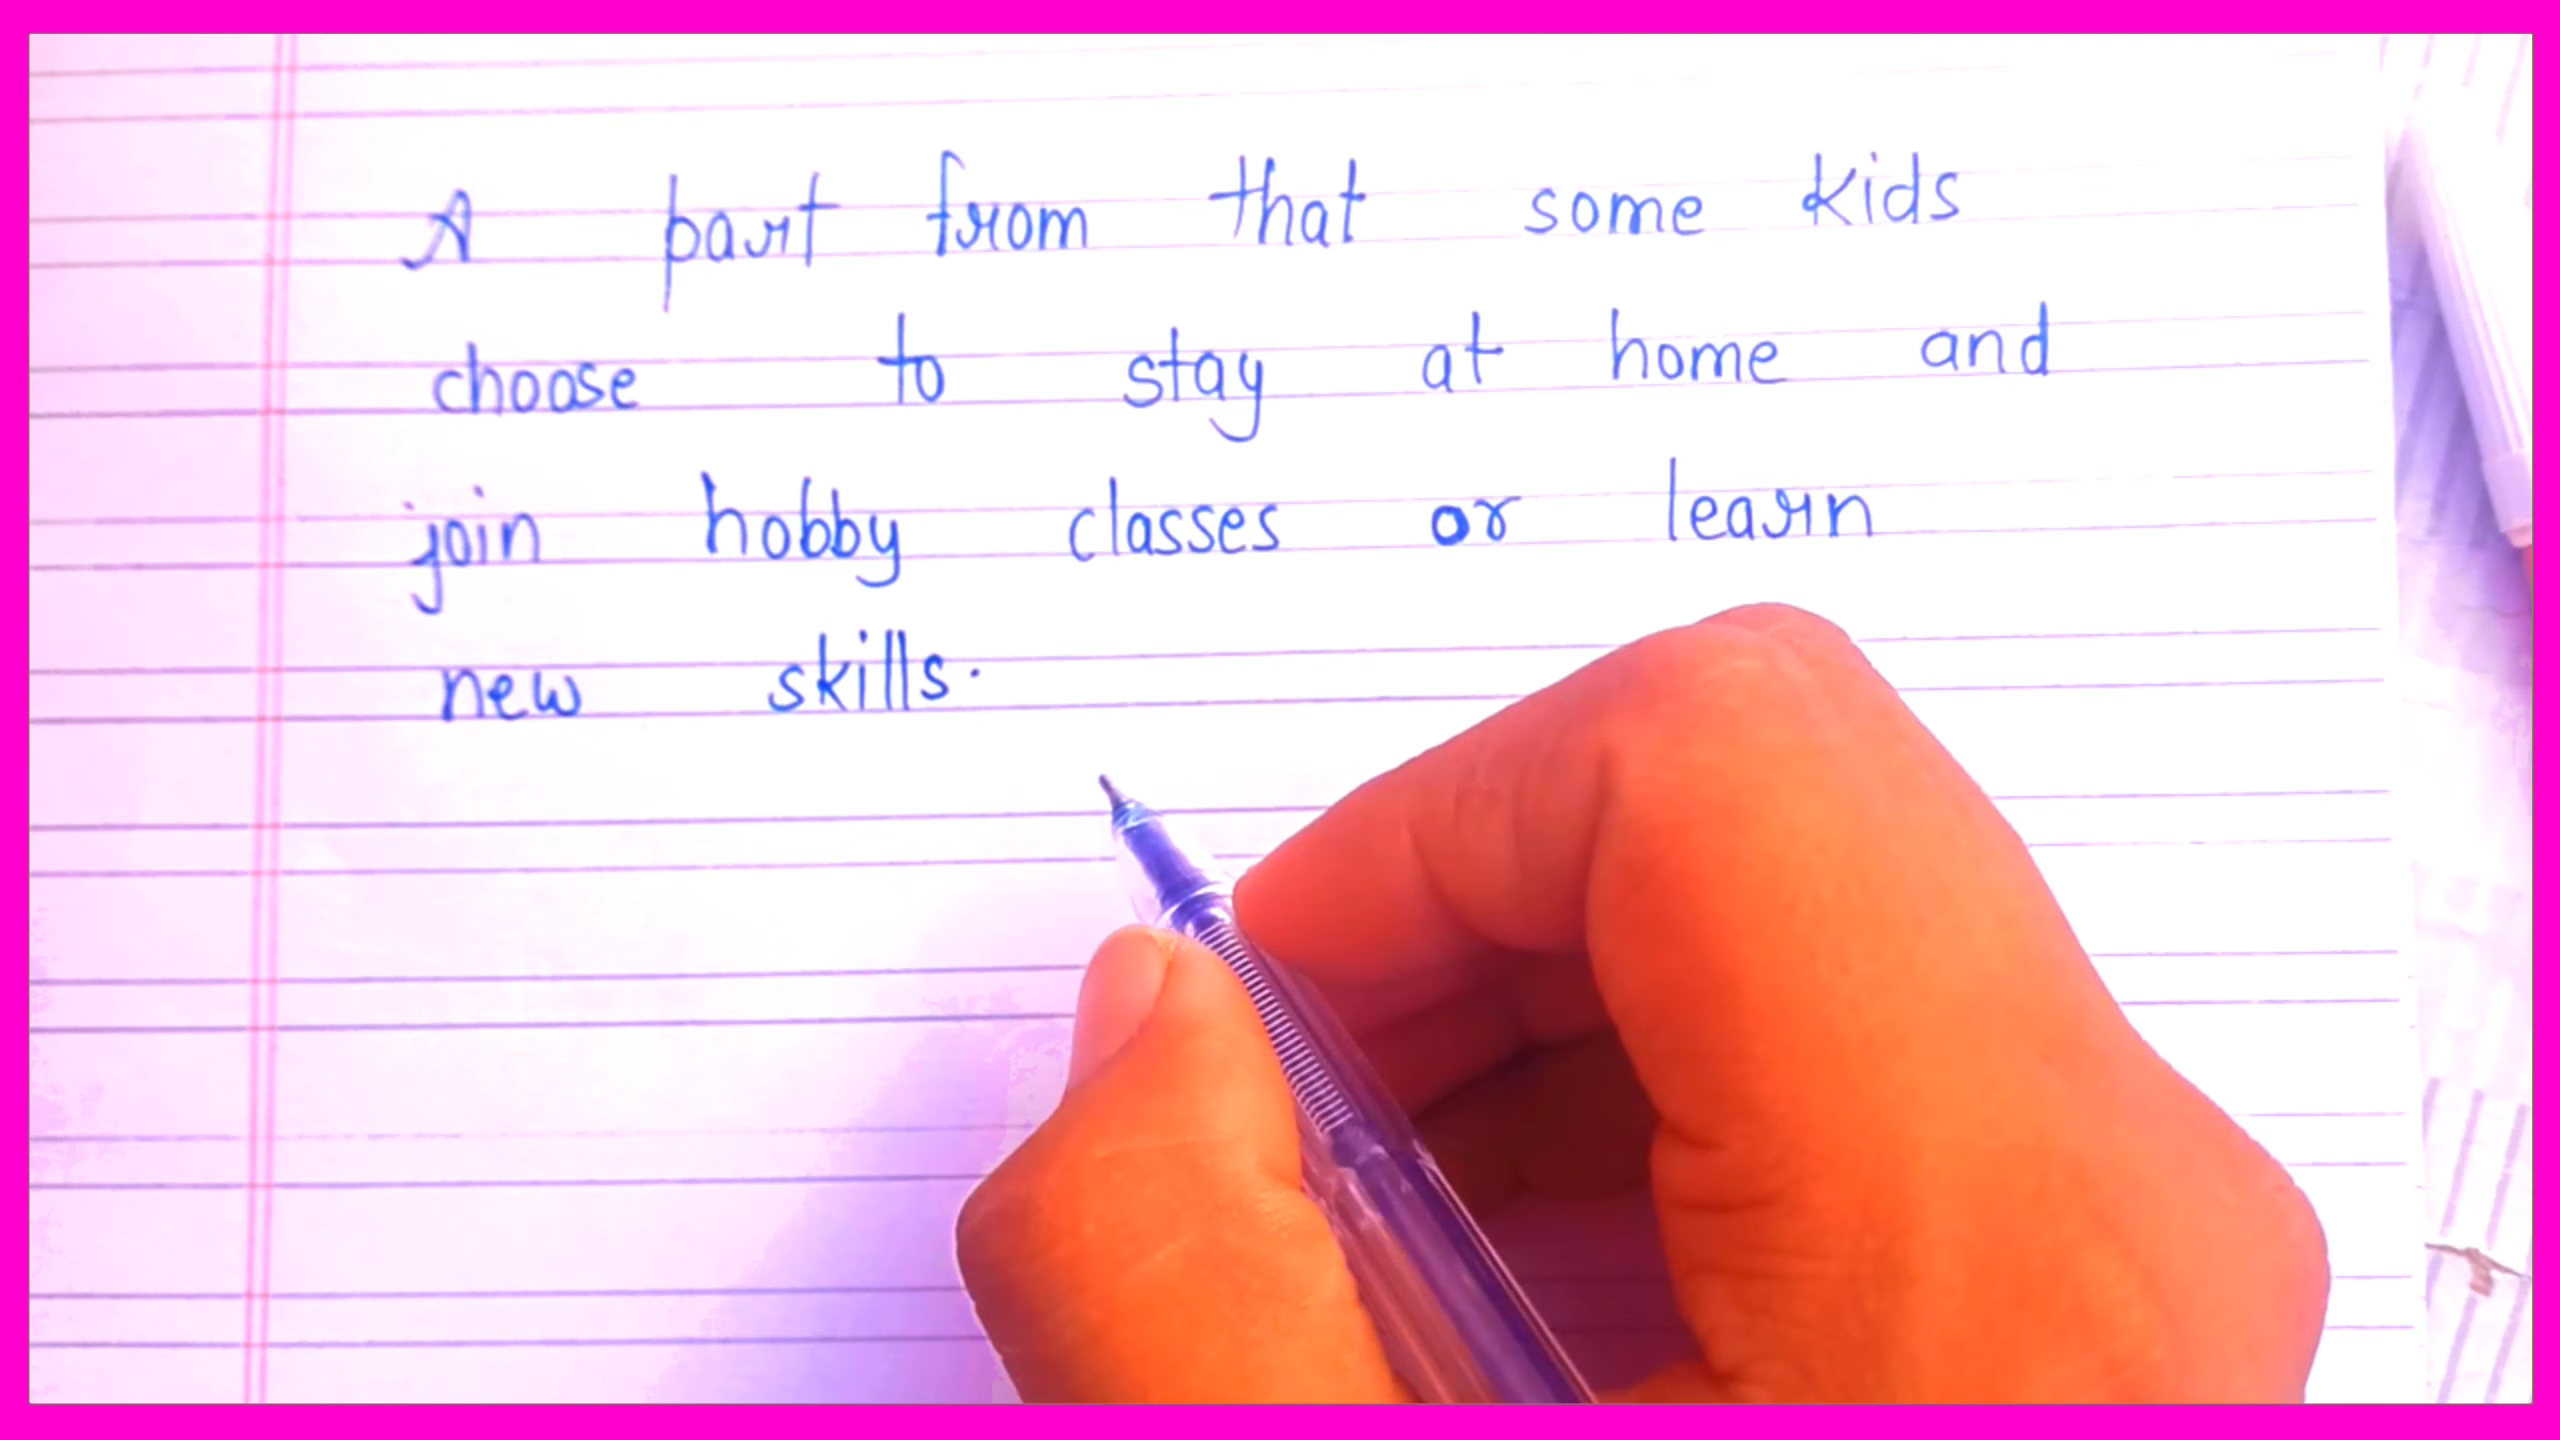 A part from that some kids
choose to stay at home and
join hobby classes or learn
new skills.